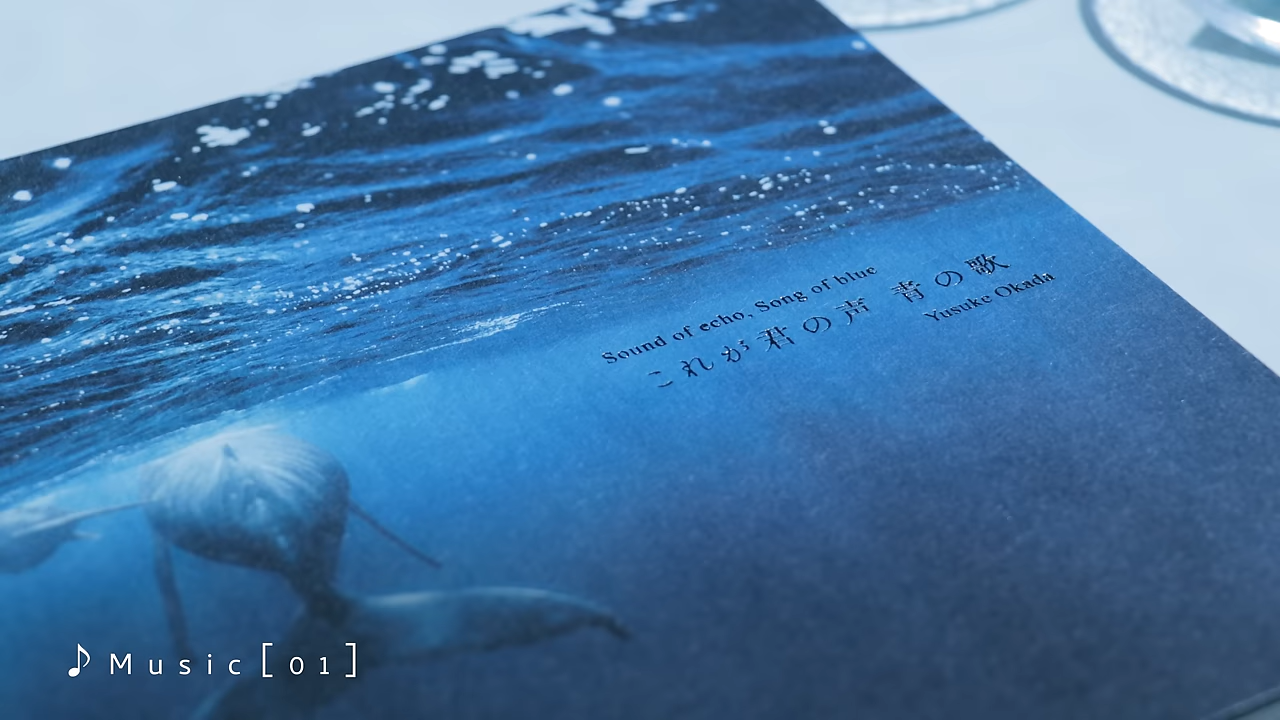 Sound of echo, Song of blue
これが君の声 青の歌
Yusuke Okada
♪Music[01]